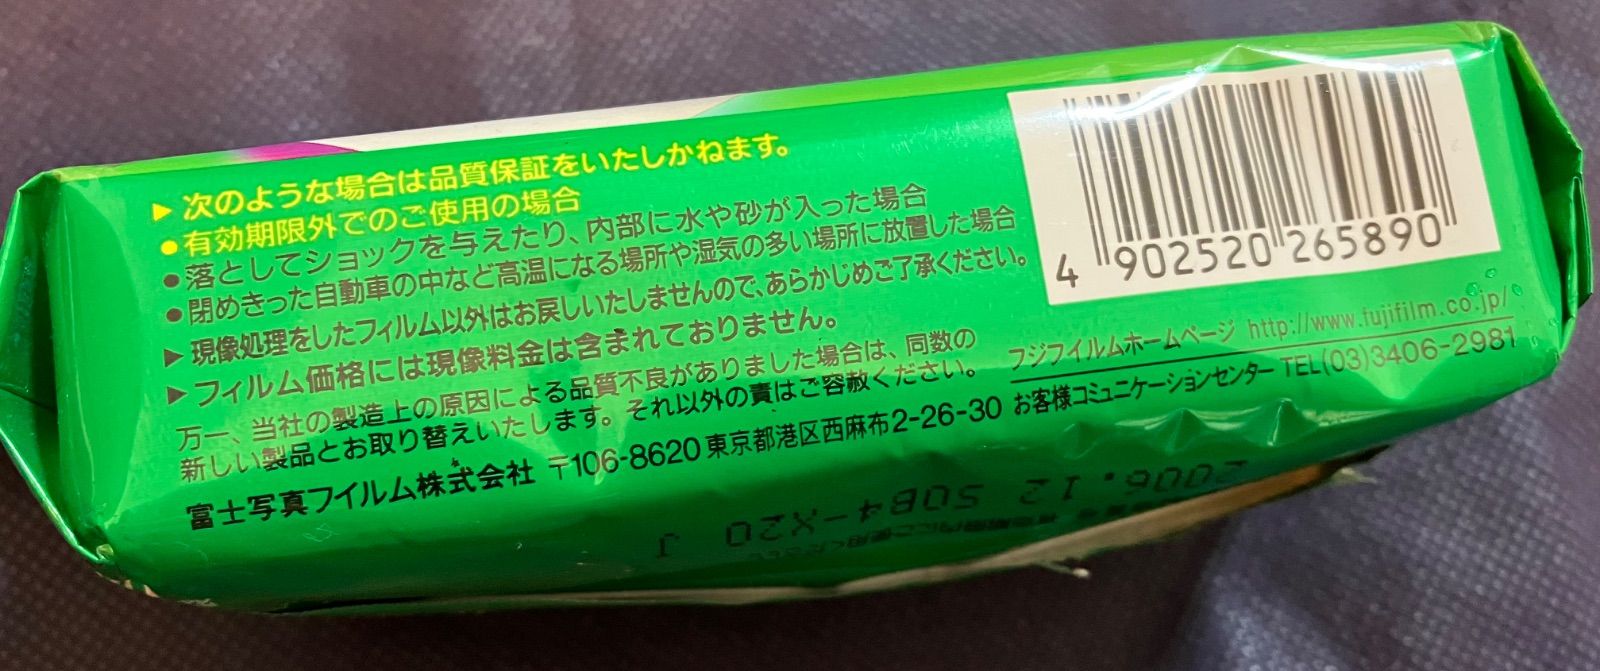 ▶次のような場合は品質保証をいたしかねます。
●有効期限外でのご使用の場合
●落としてショックを与えたり、内部に水や砂が入った場合
●閉めきった自動車の中など高温になる場所や湿気の多い場所に放置した場合
▶現像処理をしたフィルム以外はお戻しいたしませんので、あらかじめご了承ください。
▶フィルム価格には現像料金は含まれておりません。
万一、当社の製造上の原因による品質不良がありました場合は、同数の
新しい製品とお取り替えいたします。それ以外の責はご容赦ください。
富士写真フイルム株式会社 〒106-8620 東京都港区西麻布2-26-30
4 902520 265890
フジフイルムホームページ http://www.fujifilm.co.jp/
お客様コミュニケーションセンター TEL(03)3406-2981
2006.12 SOB4-X20 J